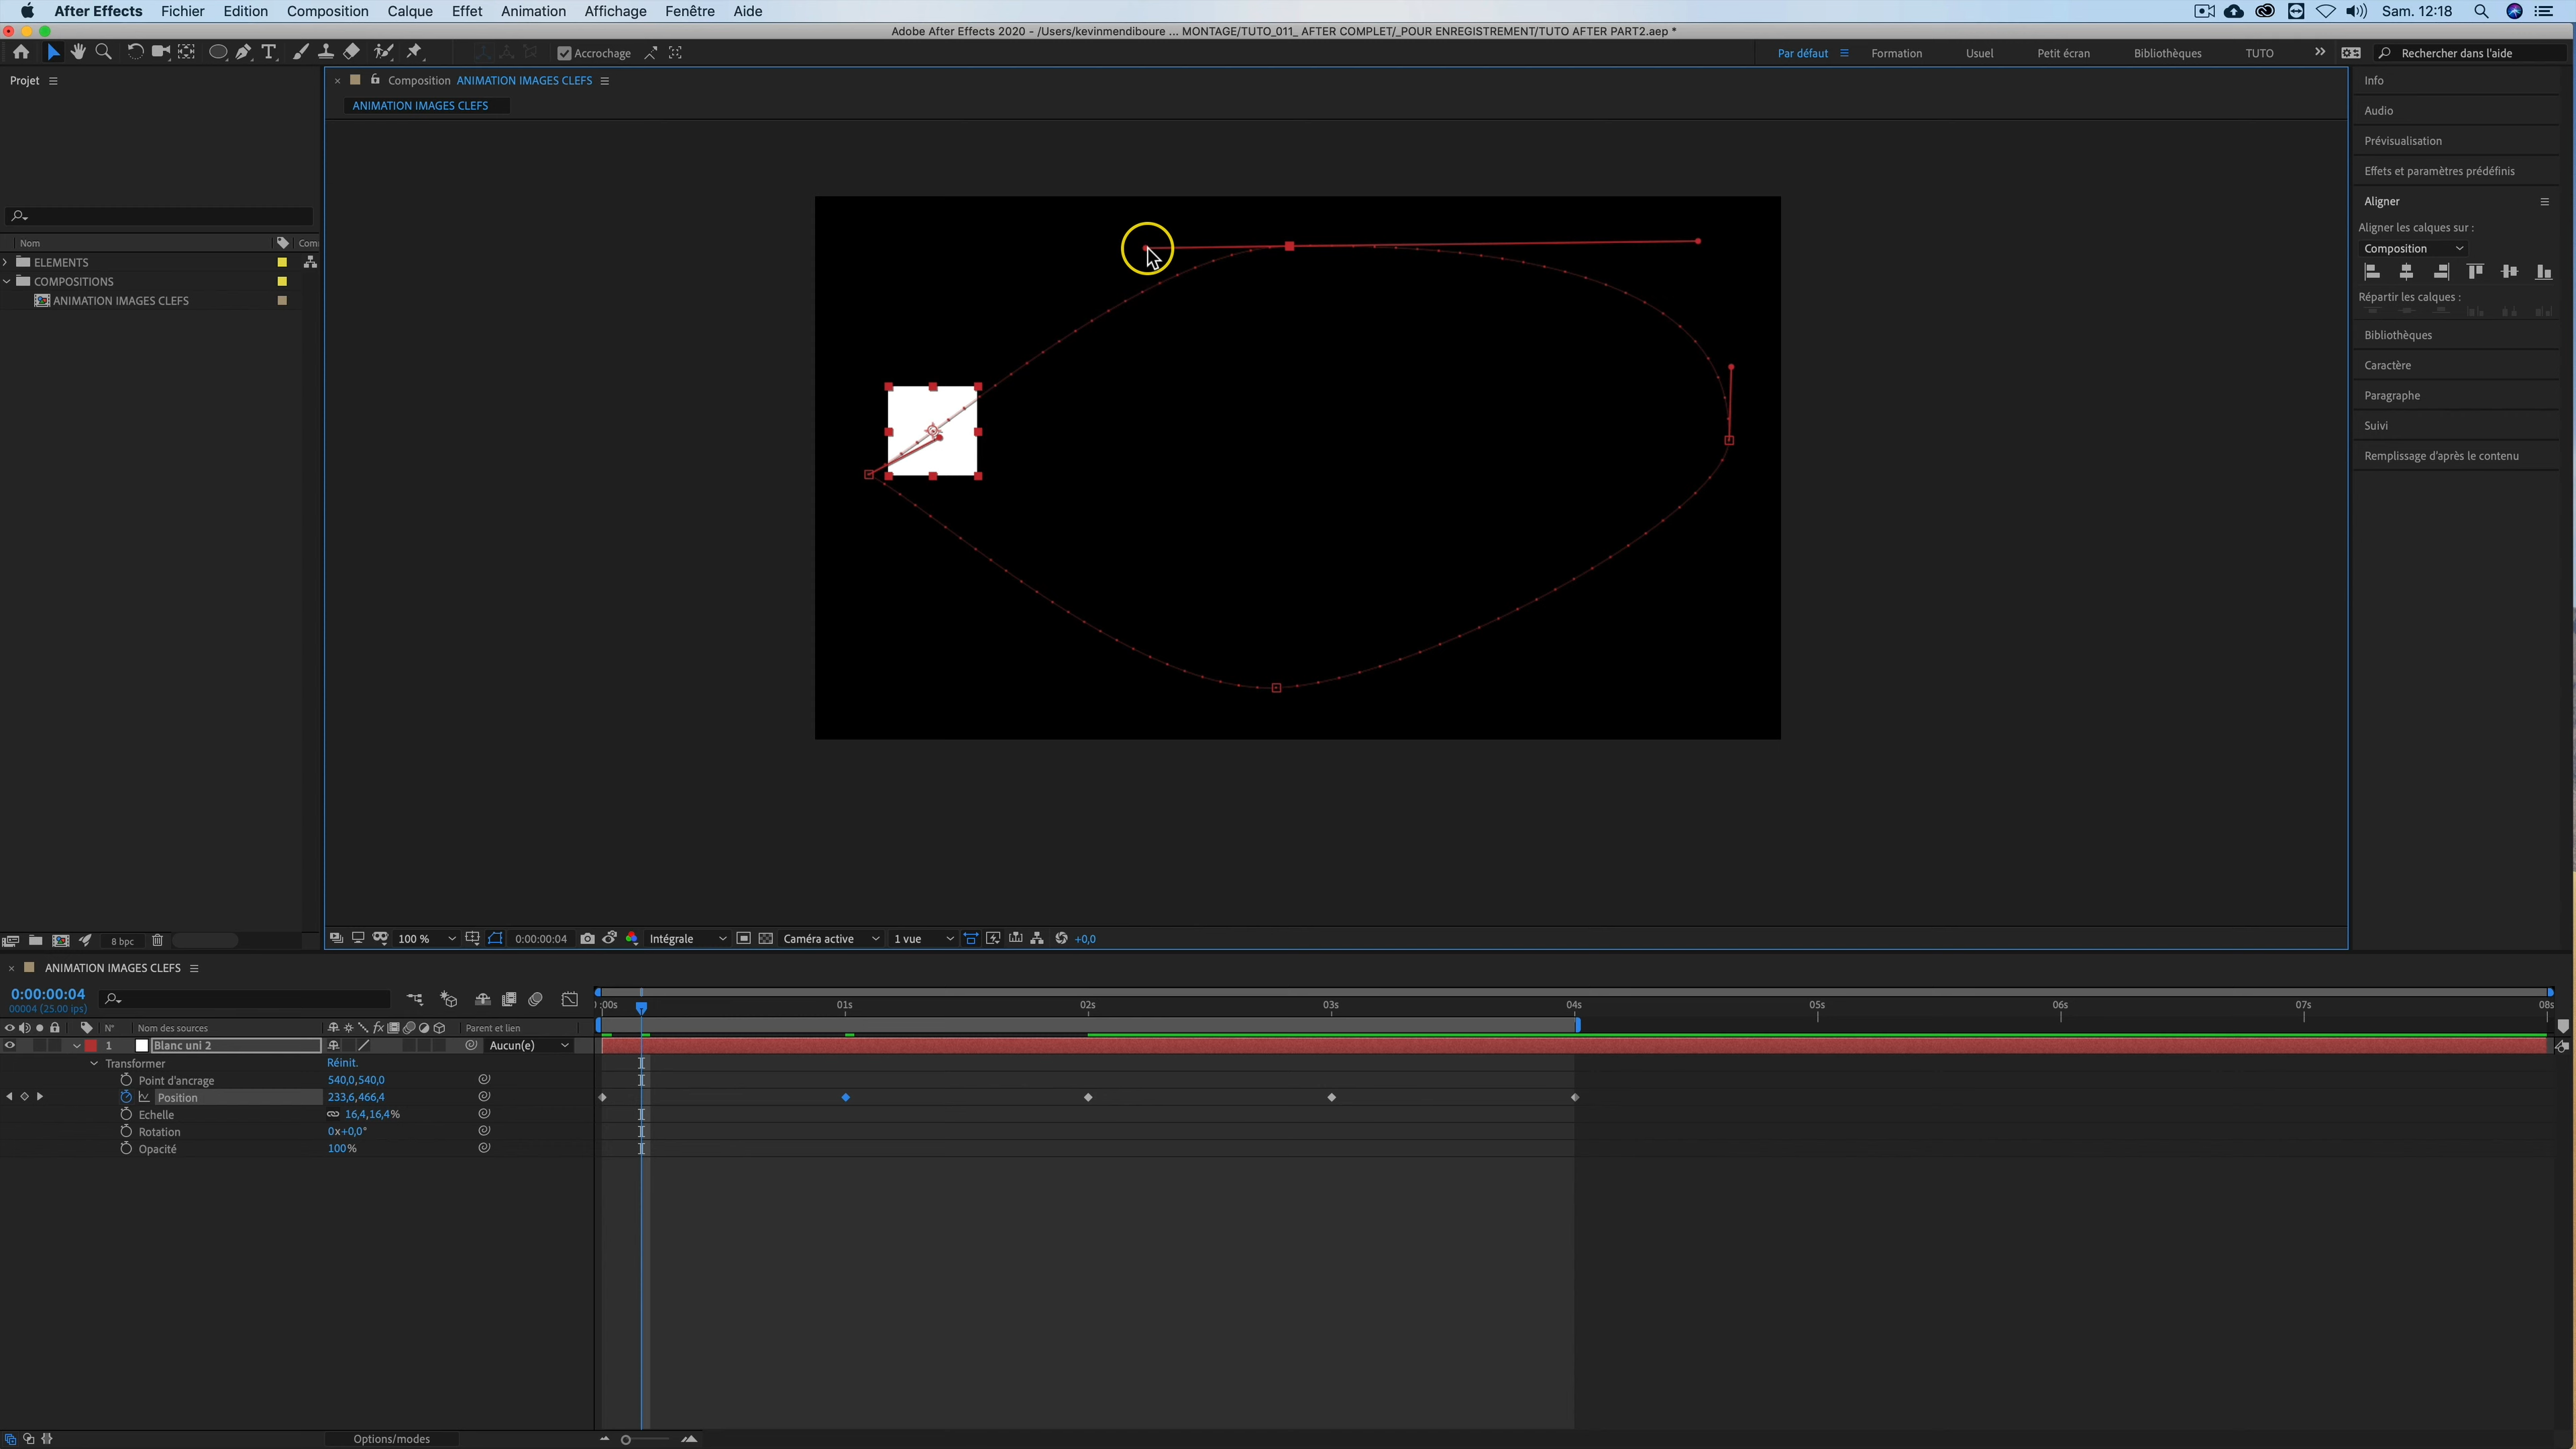 After Effects Fichier Edition Composition Calque Effet Animation Affichage Fenêtre Aide Sam. 12:18
Adobe After Effects 2020 - /Users/kevinmendiboure ... MONTAGE/TUTO_011_ AFTER COMPLET/_POUR ENREGISTREMENT/TUTO AFTER PART2.aep *
Accrochage Par défaut Formation Usuel Petit écran Bibliothèques TUTO Rechercher dans l'aide
Projet
Composition ANIMATION IMAGES CLEFS
ANIMATION IMAGES CLEFS
Nom Com
ELEMENTS
COMPOSITIONS
ANIMATION IMAGES CLEFS
Info
Audio
Prévisualisation
Effets et paramètres prédéfinis
Aligner
Aligner les calques sur :
Composition
Répartir les calques :
Bibliothèques
Caractère
Paragraphe
Suivi
Remplissage d'après le contenu
8 bpc
100 % 0:00:00:04 Intégrale Caméra active 1 vue +0,0
ANIMATION IMAGES CLEFS
0:00:00:04
00004 (25.00 ips)
:00s 01s 02s 03s 04s 05s 06s 07s 08s
N° Nom des sources Parent et lien
1 Blanc uni 2 Aucun(e)
Transformer Réinit.
Point d'ancrage 540,0,540,0
Position 233,6,466,4
Echelle 16,4,16,4%
Rotation 0x+0,0°
Opacité 100%
Options/modes